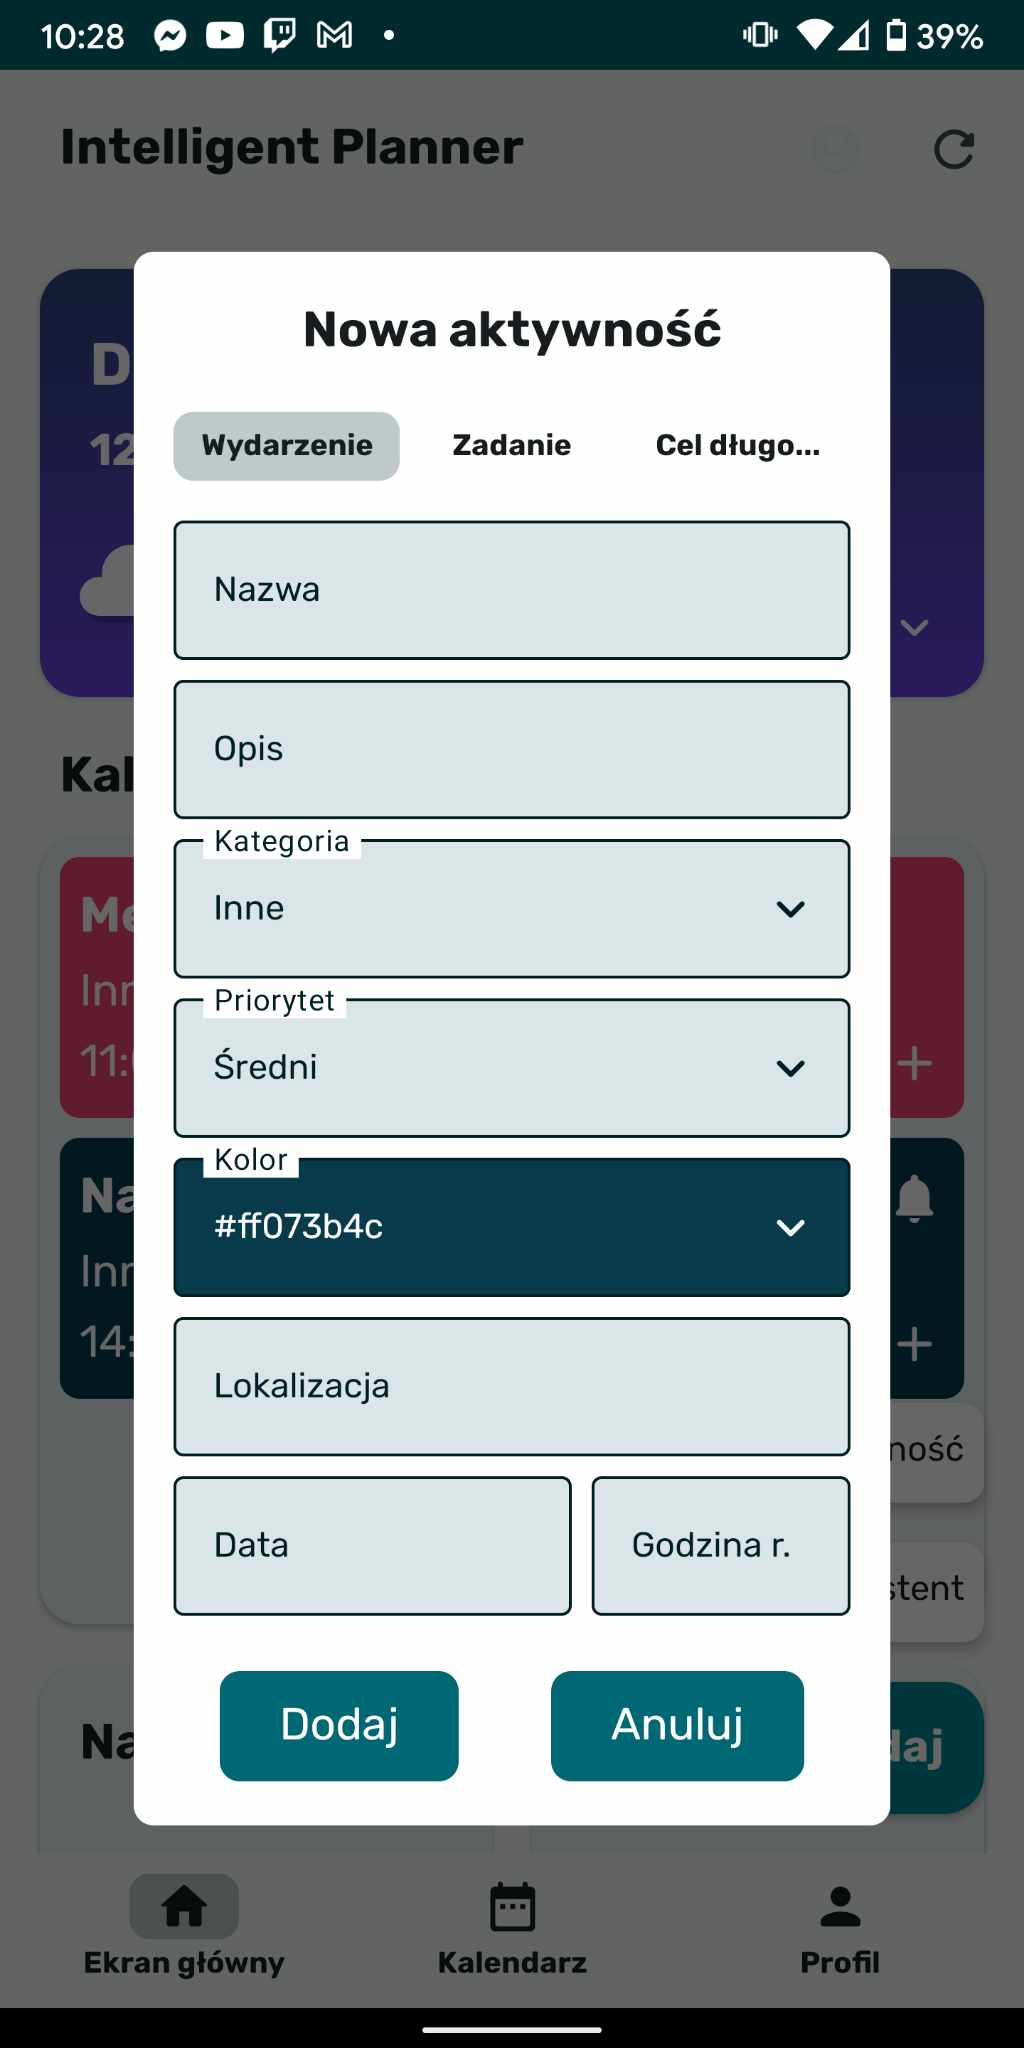 10:28 39%
Intelligent Planner
D
12
Nowa aktywność
Wydarzenie Zadanie Cel długo...
Nazwa
Opis
Kategoria
Inne
Priorytet
Średni
Kolor
#ff073b4c
Lokalizacja
Data Godzina r.
Dodaj Anuluj
Kal
Me
Inn
11:
Na
Inn
14:
ność
stent
Na
daj
Ekran główny Kalendarz Profil